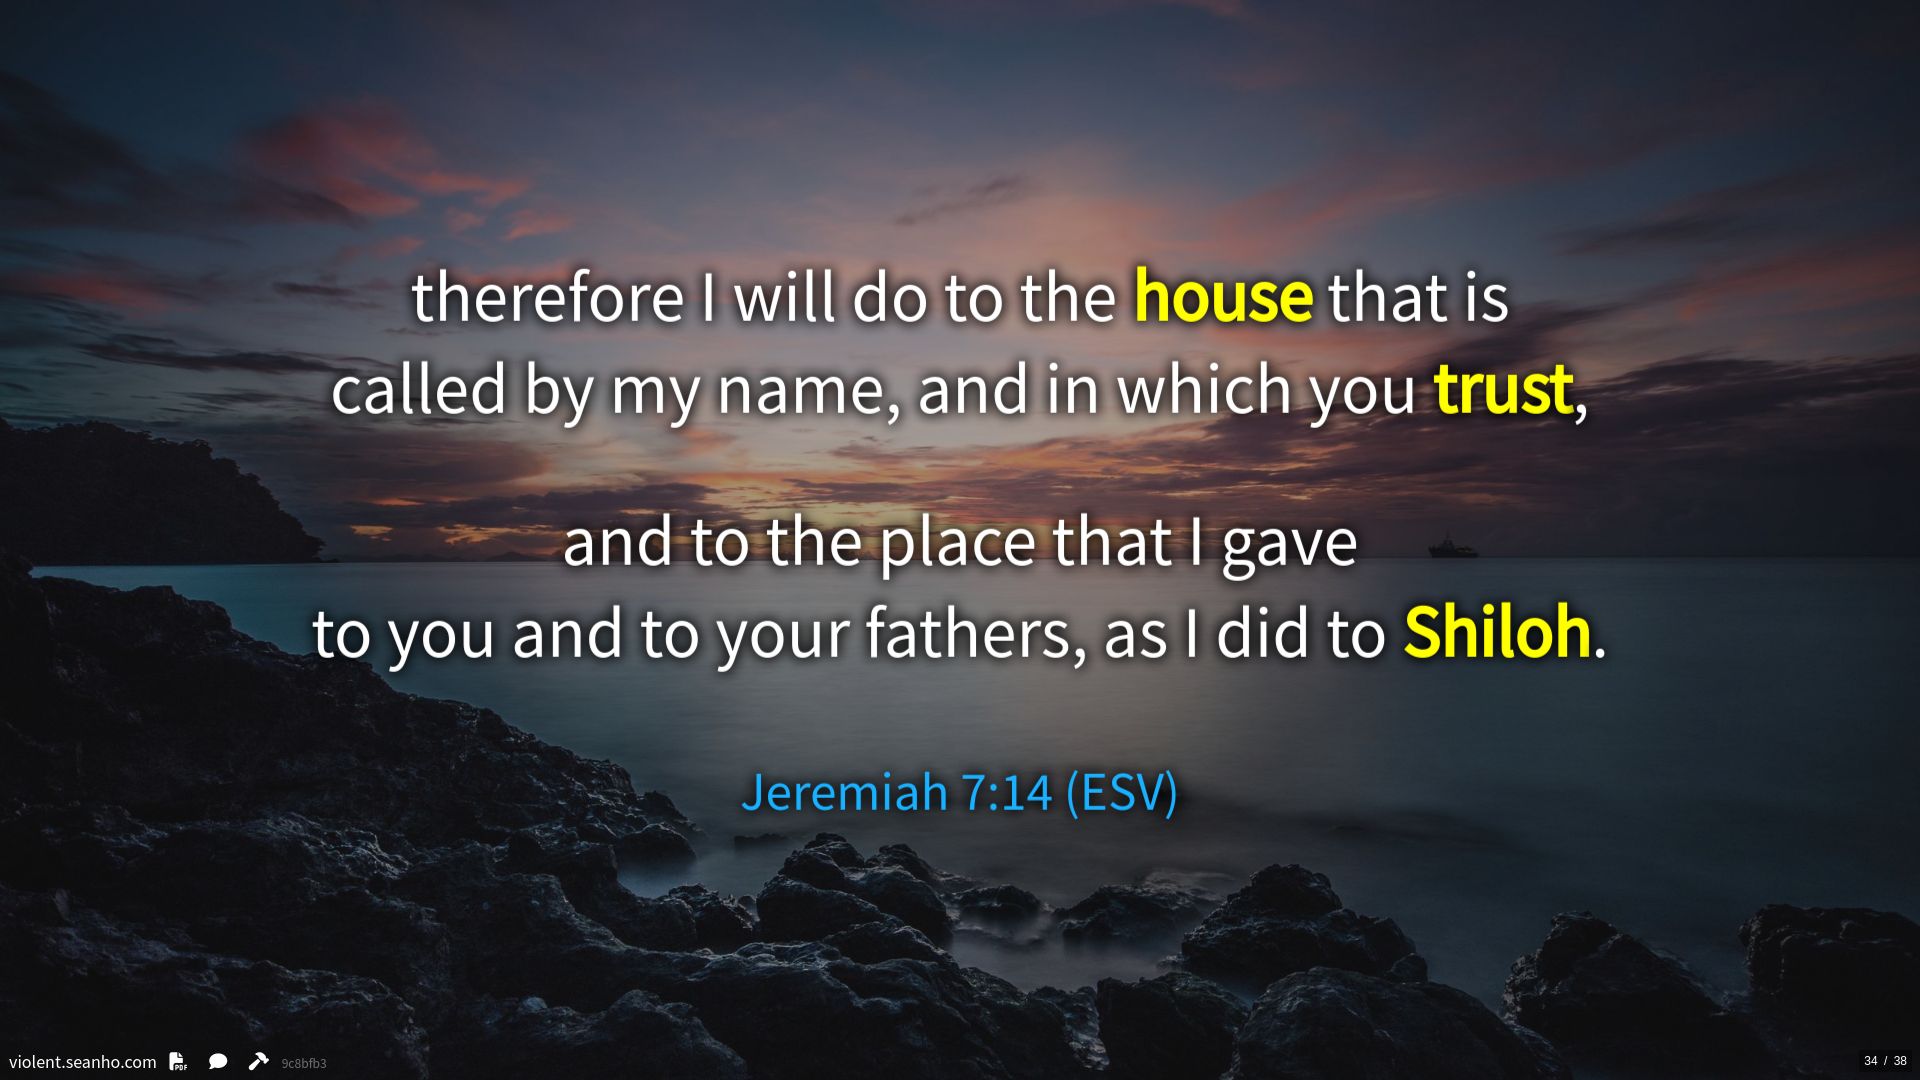 therefore I will do to the house that is
called by my name, and in which you trust,
and to the place that I gave
to you and to your fathers, as I did to Shiloh.
Jeremiah 7:14 (ESV)
violent.seanho.com PDF 9c8bfb3
34 / 38